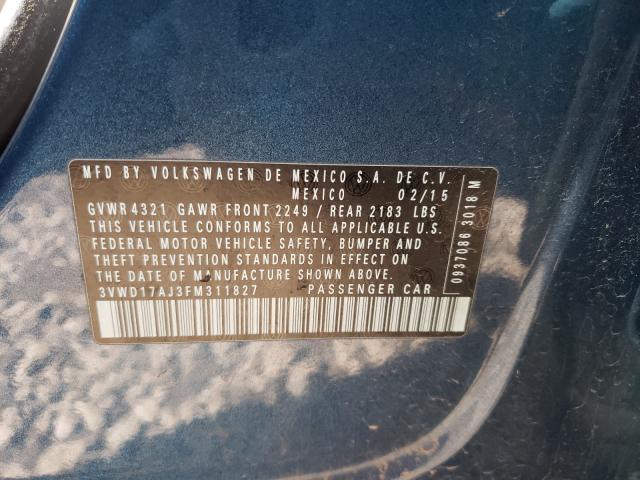 MFD BY VOLKSWAGEN DE MEXICO S.A. DE C.V.
MEXICO 02/15
GVWR 4321 GAWR FRONT 2249 / REAR 2183 LBS
THIS VEHICLE CONFORMS TO ALL APPLICABLE U.S.
FEDERAL MOTOR VEHICLE SAFETY, BUMPER AND
THEFT PREVENTION STANDARDS IN EFFECT ON
THE DATE OF MANUFACTURE SHOWN ABOVE.
3VWD17AJ3FM311827 PASSENGER CAR
0937086 3018 M